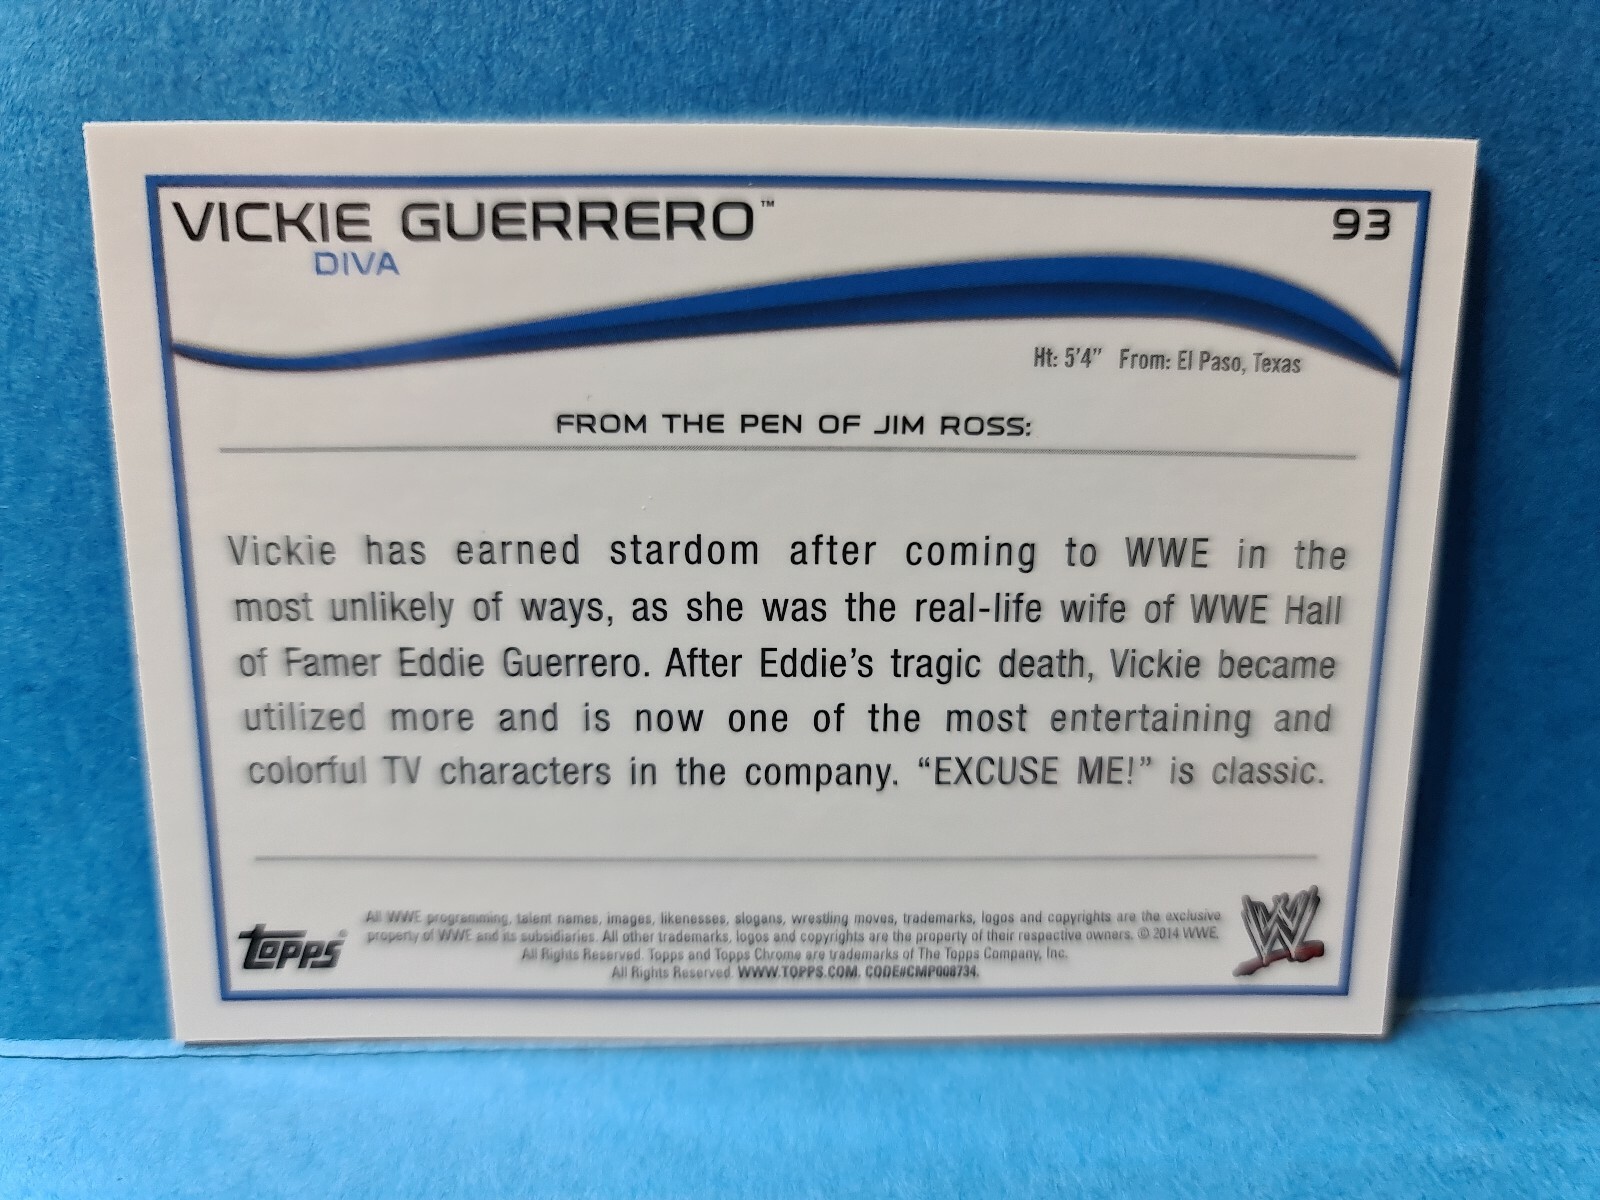 VICKIE GUERRERO™
93
DIVA
Ht: 5'4" From: El Paso, Texas
FROM THE PEN OF JIM ROSS:
Vickie has earned stardom after coming to WWE in the
most unlikely of ways, as she was the real-life wife of WWE Hall
of Famer Eddie Guerrero. After Eddie's tragic death, Vickie became
utilized more and is now one of the most entertaining and
colorful TV characters in the company. “EXCUSE ME!” is classic.
All WWE programming, talent names, images, likenesses, slogans, wrestling moves, trademarks, logos and copyrights are the exclusive
property of WWE and its subsidiaries. All other trademarks, logos and copyrights are the property of their respective owners. © 2014 WWE.
All Rights Reserved. Topps and Topps Chrome are trademarks of The Topps Company, Inc.
All Rights Reserved. WWW.TOPPS.COM. CODE#CMP008734.
Topps®
W